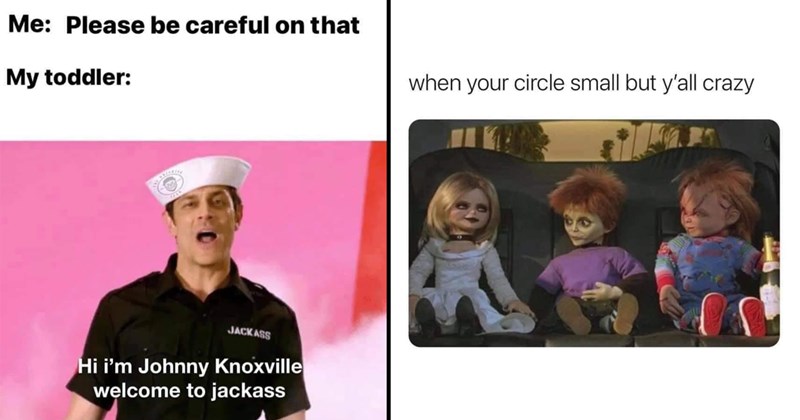 Me: Please be careful on that
My toddler:
JACKASS
Hi i’m Johnny Knoxville
welcome to jackass
when your circle small but y’all crazy